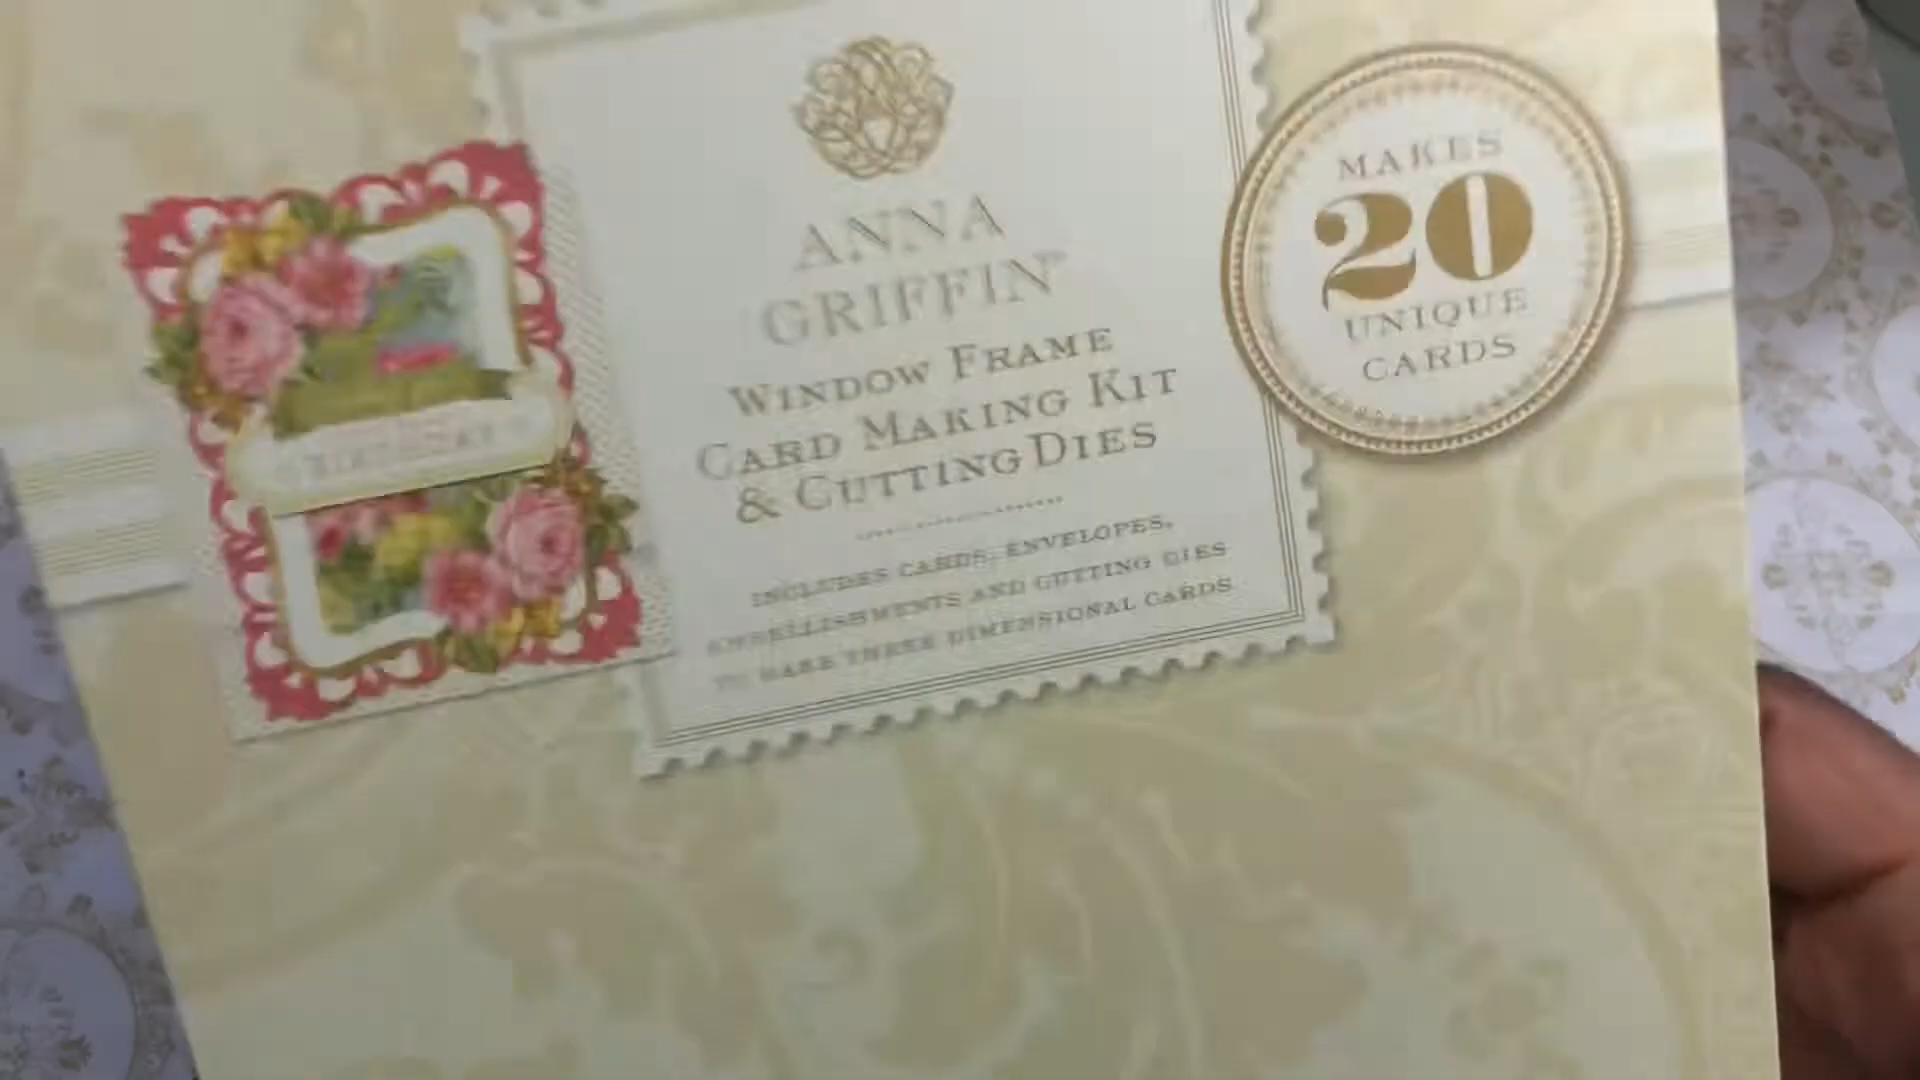 ANNA
GRIFFIN
WINDOW FRAME
CARD MAKING KIT
& CUTTING DIES
INCLUDES CARDS, ENVELOPES,
EMBELLISHMENTS AND CUTTING DIES
TO MAKE THREE DIMENSIONAL CARDS
MAKES
20
UNIQUE
CARDS
BIRTHDAY